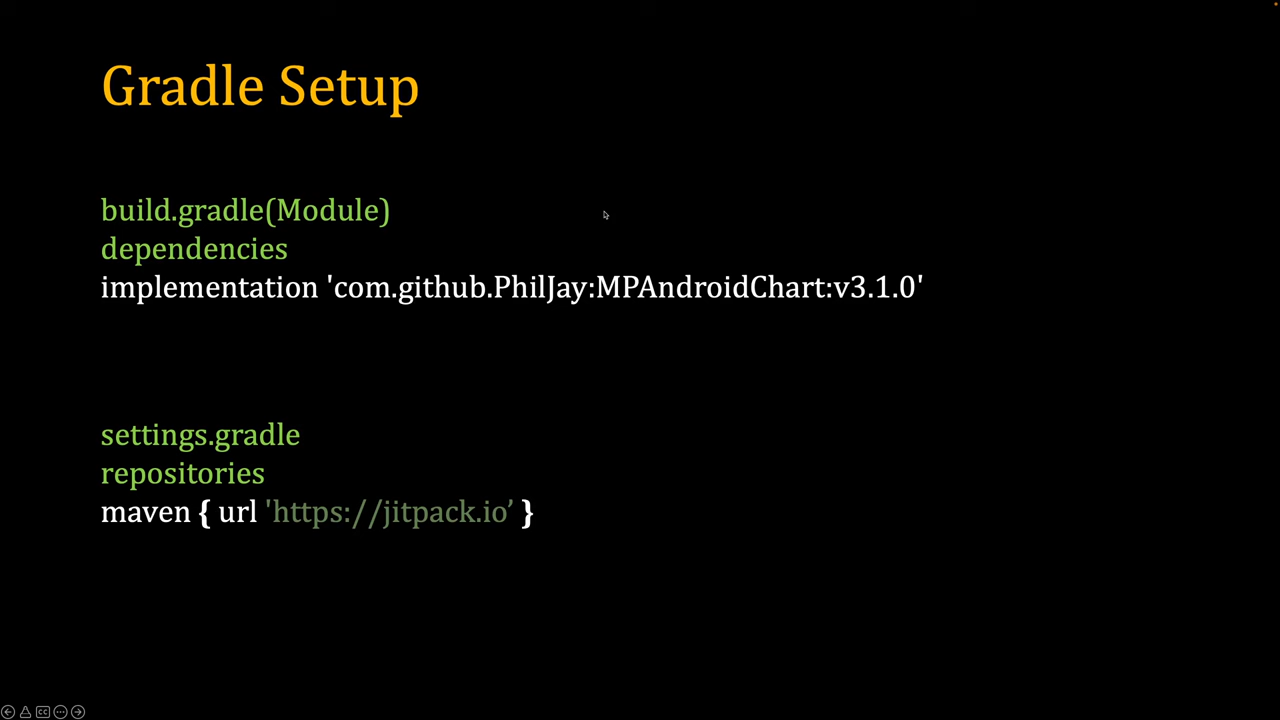 Gradle Setup
build.gradle(Module)
dependencies
implementation 'com.github.PhilJay:MPAndroidChart:v3.1.0'
settings.gradle
repositories
maven { url 'https://jitpack.io’ }
CC